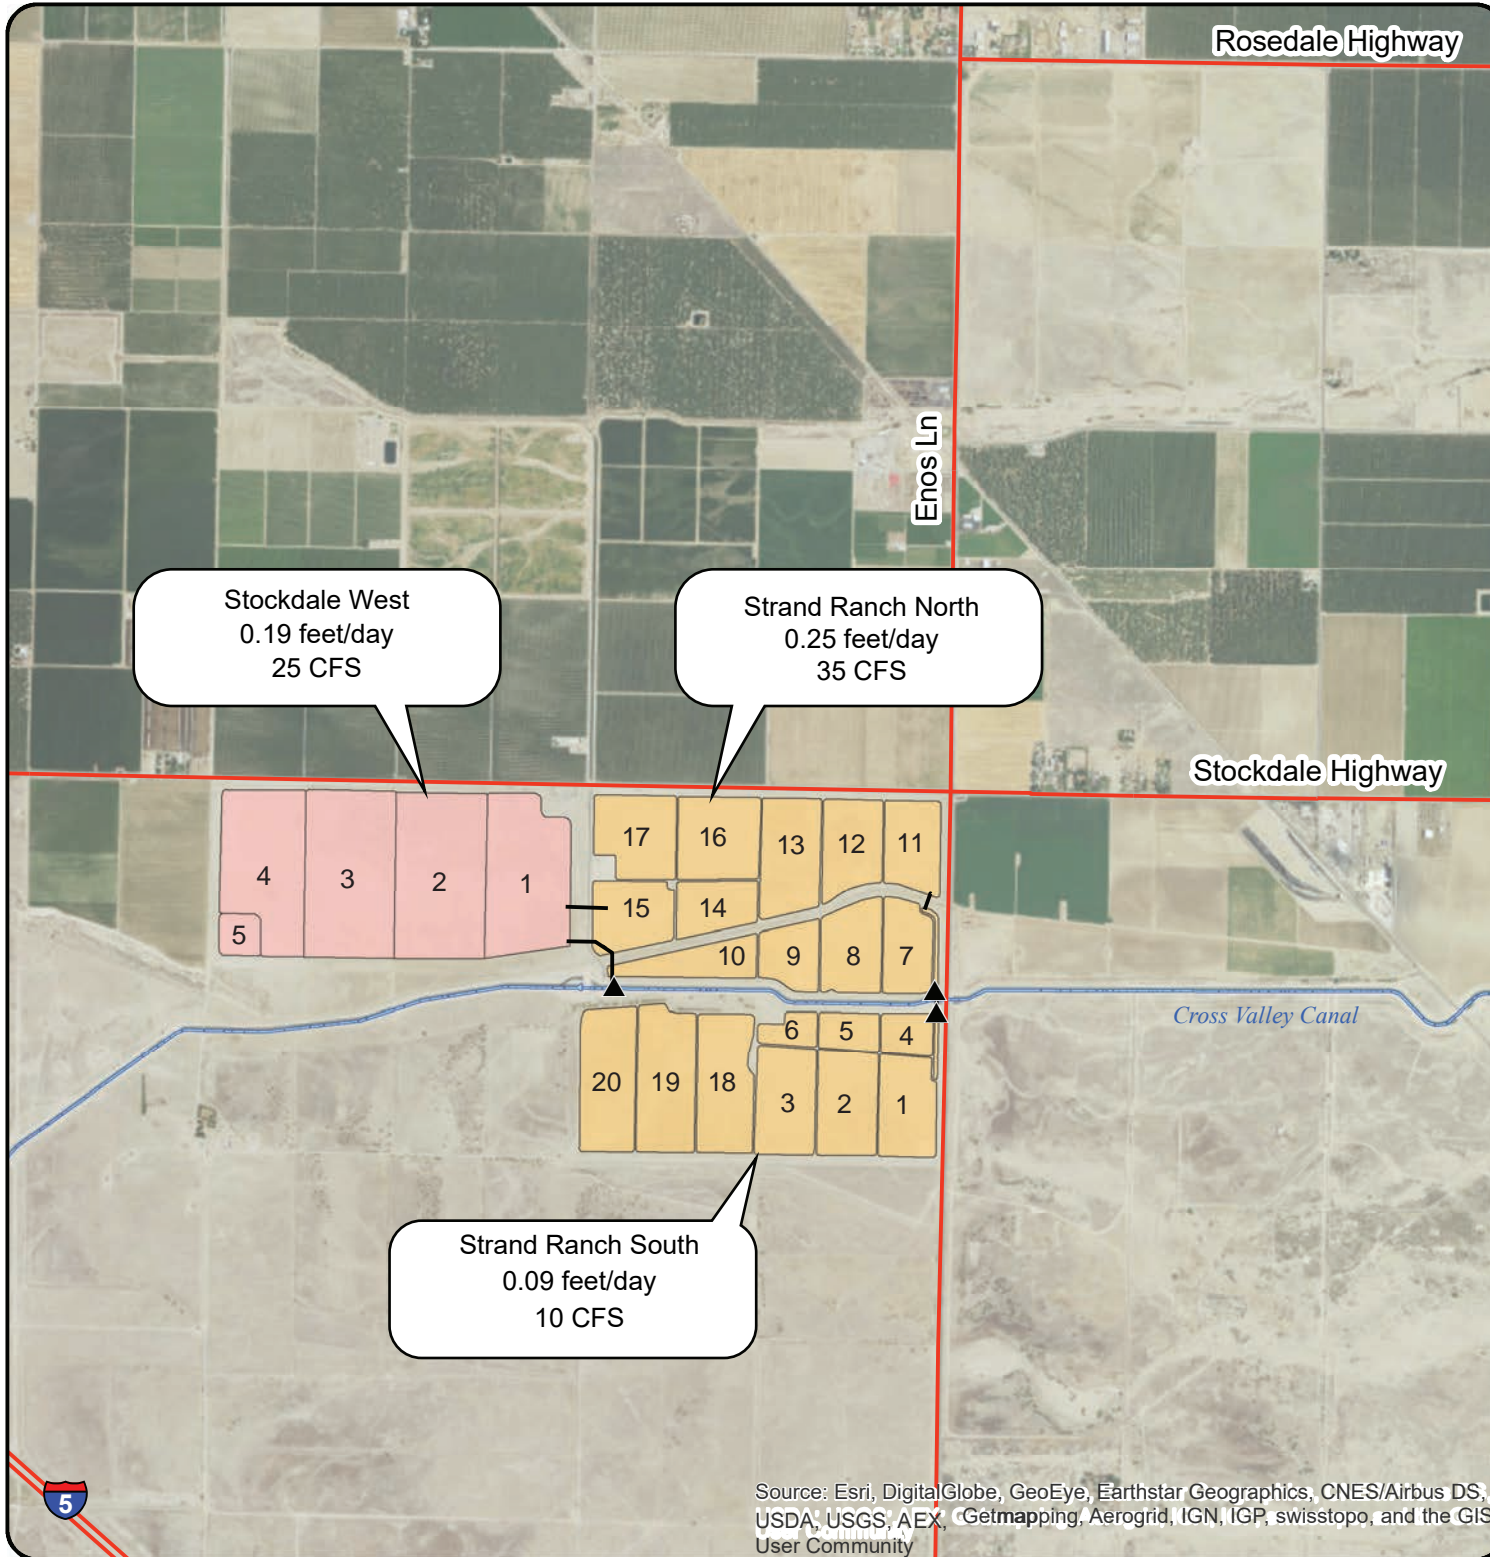 Rosedale Highway
Enos Ln
Stockdale West
0.19 feet/day
25 CFS
Strand Ranch North
0.25 feet/day
35 CFS
Stockdale Highway
17
16
13
12
11
4
3
2
1
15
14
5
10
9
8
7
Cross Valley Canal
6
5
4
20
19
18
3
2
1
Strand Ranch South
0.09 feet/day
10 CFS
5
Source: Esri, DigitalGlobe, GeoEye, Earthstar Geographics, CNES/Airbus DS,
USDA, USGS, AEX, Getmapping, Aerogrid, IGN, IGP, swisstopo, and the GIS
User Community